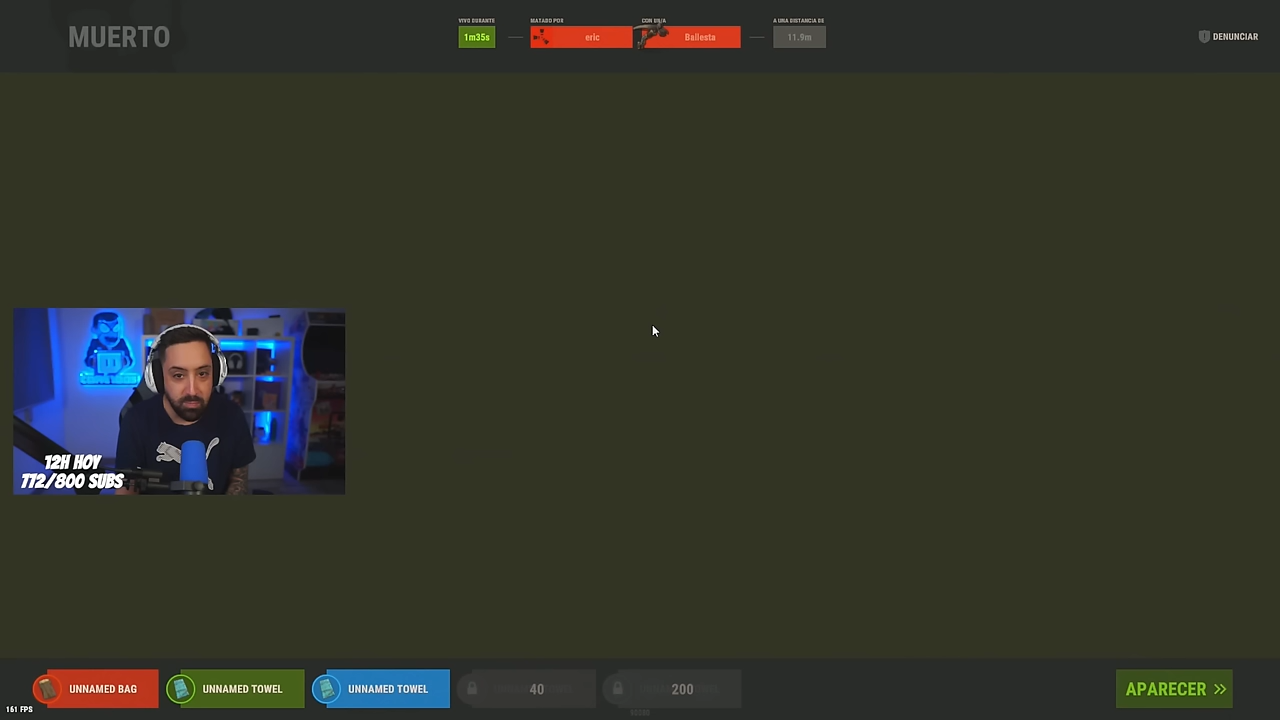 MUERTO
VIVO DURANTE
1m35s
MATADO POR
eric
CON UN/A
Ballesta
A UNA DISTANCIA DE
11.9m
DENUNCIAR
12H HOY
772/800 SUBS
UNNAMED BAG
UNNAMED TOWEL
UNNAMED TOWEL
40
200
APARECER
161 FPS